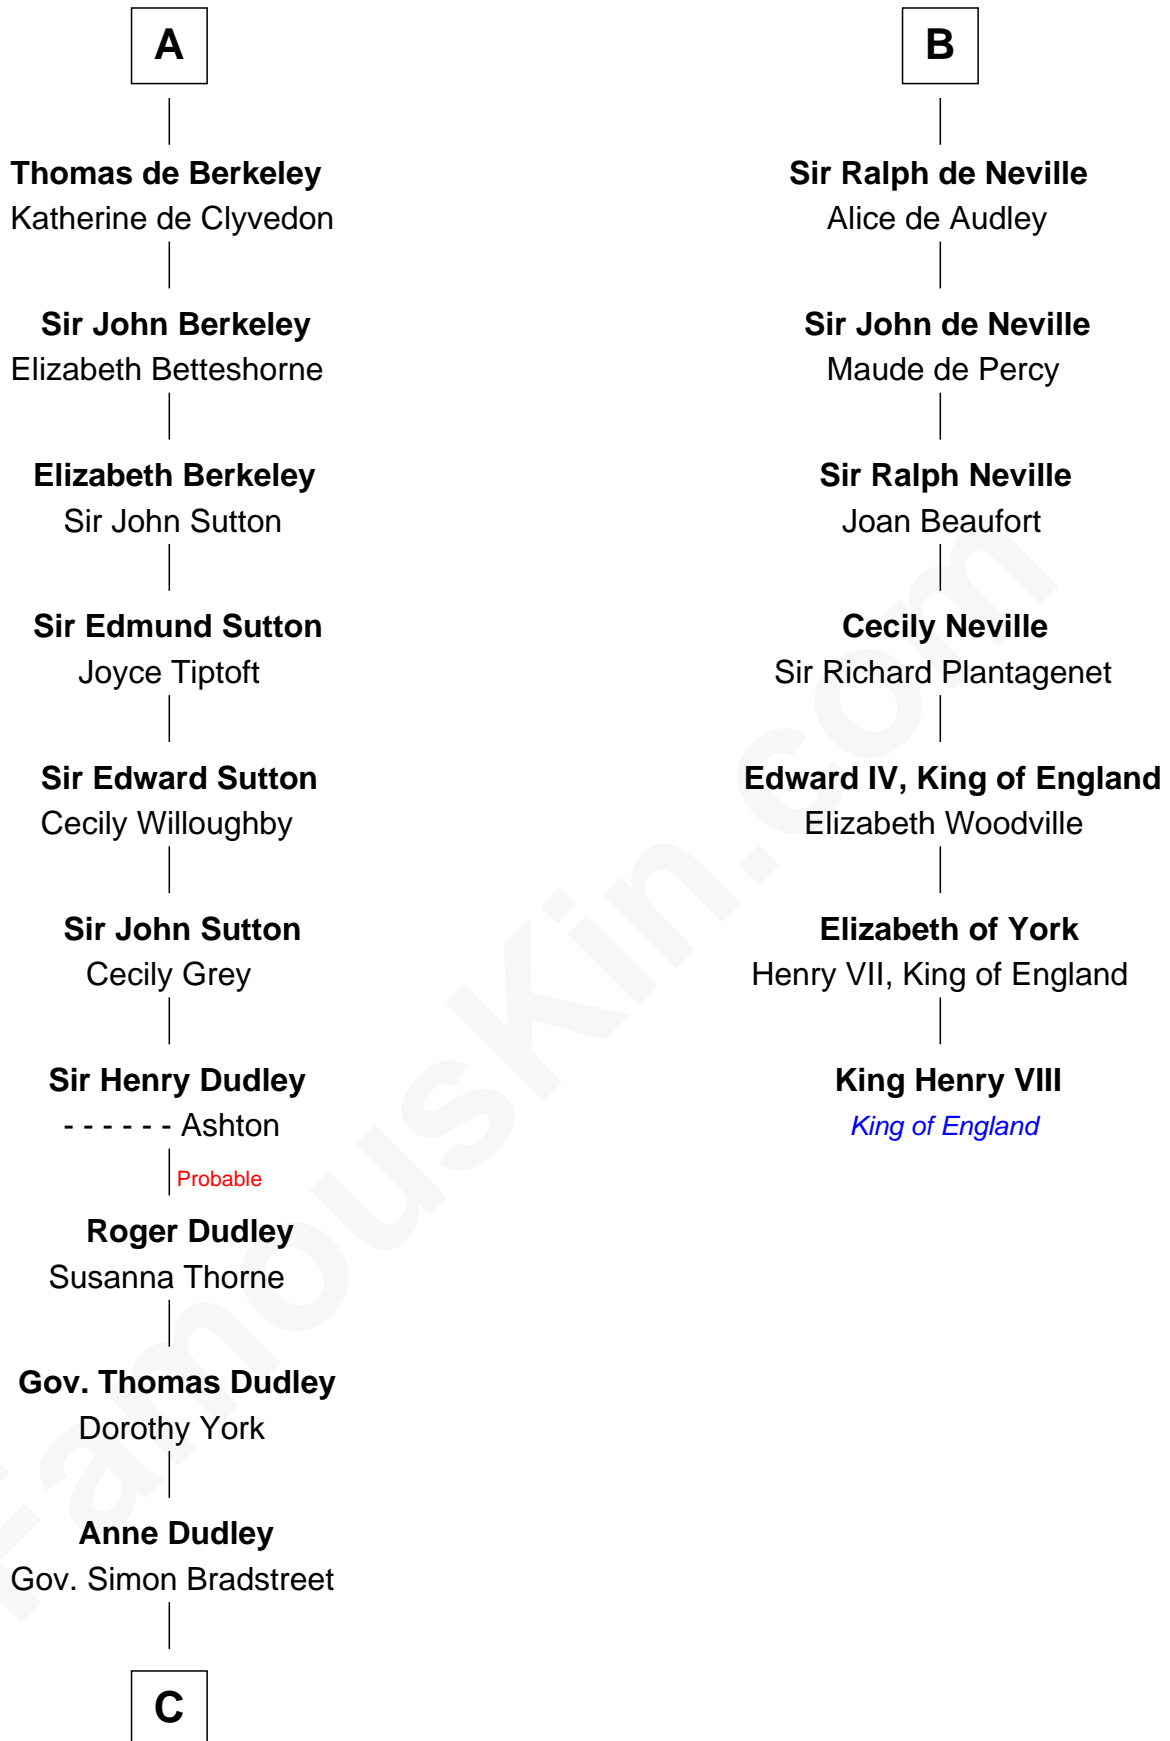 A
Thomas de Berkeley
Katherine de Clyvedon
Sir John Berkeley
Elizabeth Betteshorne
Elizabeth Berkeley
Sir John Sutton
Sir Edmund Sutton
Joyce Tiptoft
Sir Edward Sutton
Cecily Willoughby
Sir John Sutton
Cecily Grey
Sir Henry Dudley
- - - - - - Ashton
Probable
Roger Dudley
Susanna Thorne
Gov. Thomas Dudley
Dorothy York
Anne Dudley
Gov. Simon Bradstreet
C
B
Sir Ralph de Neville
Alice de Audley
Sir John de Neville
Maude de Percy
Sir Ralph Neville
Joan Beaufort
Cecily Neville
Sir Richard Plantagenet
Edward IV, King of England
Elizabeth Woodville
Elizabeth of York
Henry VII, King of England
King Henry VIII
King of England
FamousKin.com